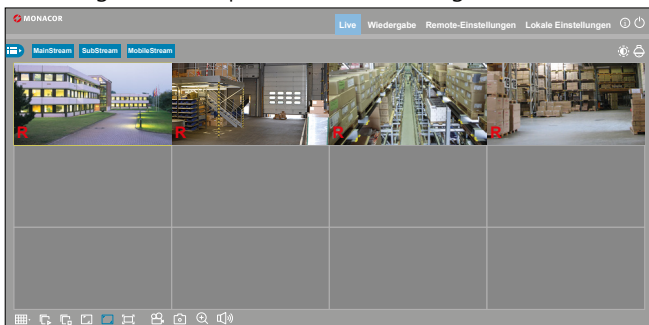 MONACOR
Live Wiedergabe Remote-Einstellungen Lokale Einstellungen
MainStream SubStream MobileStream
R R R R